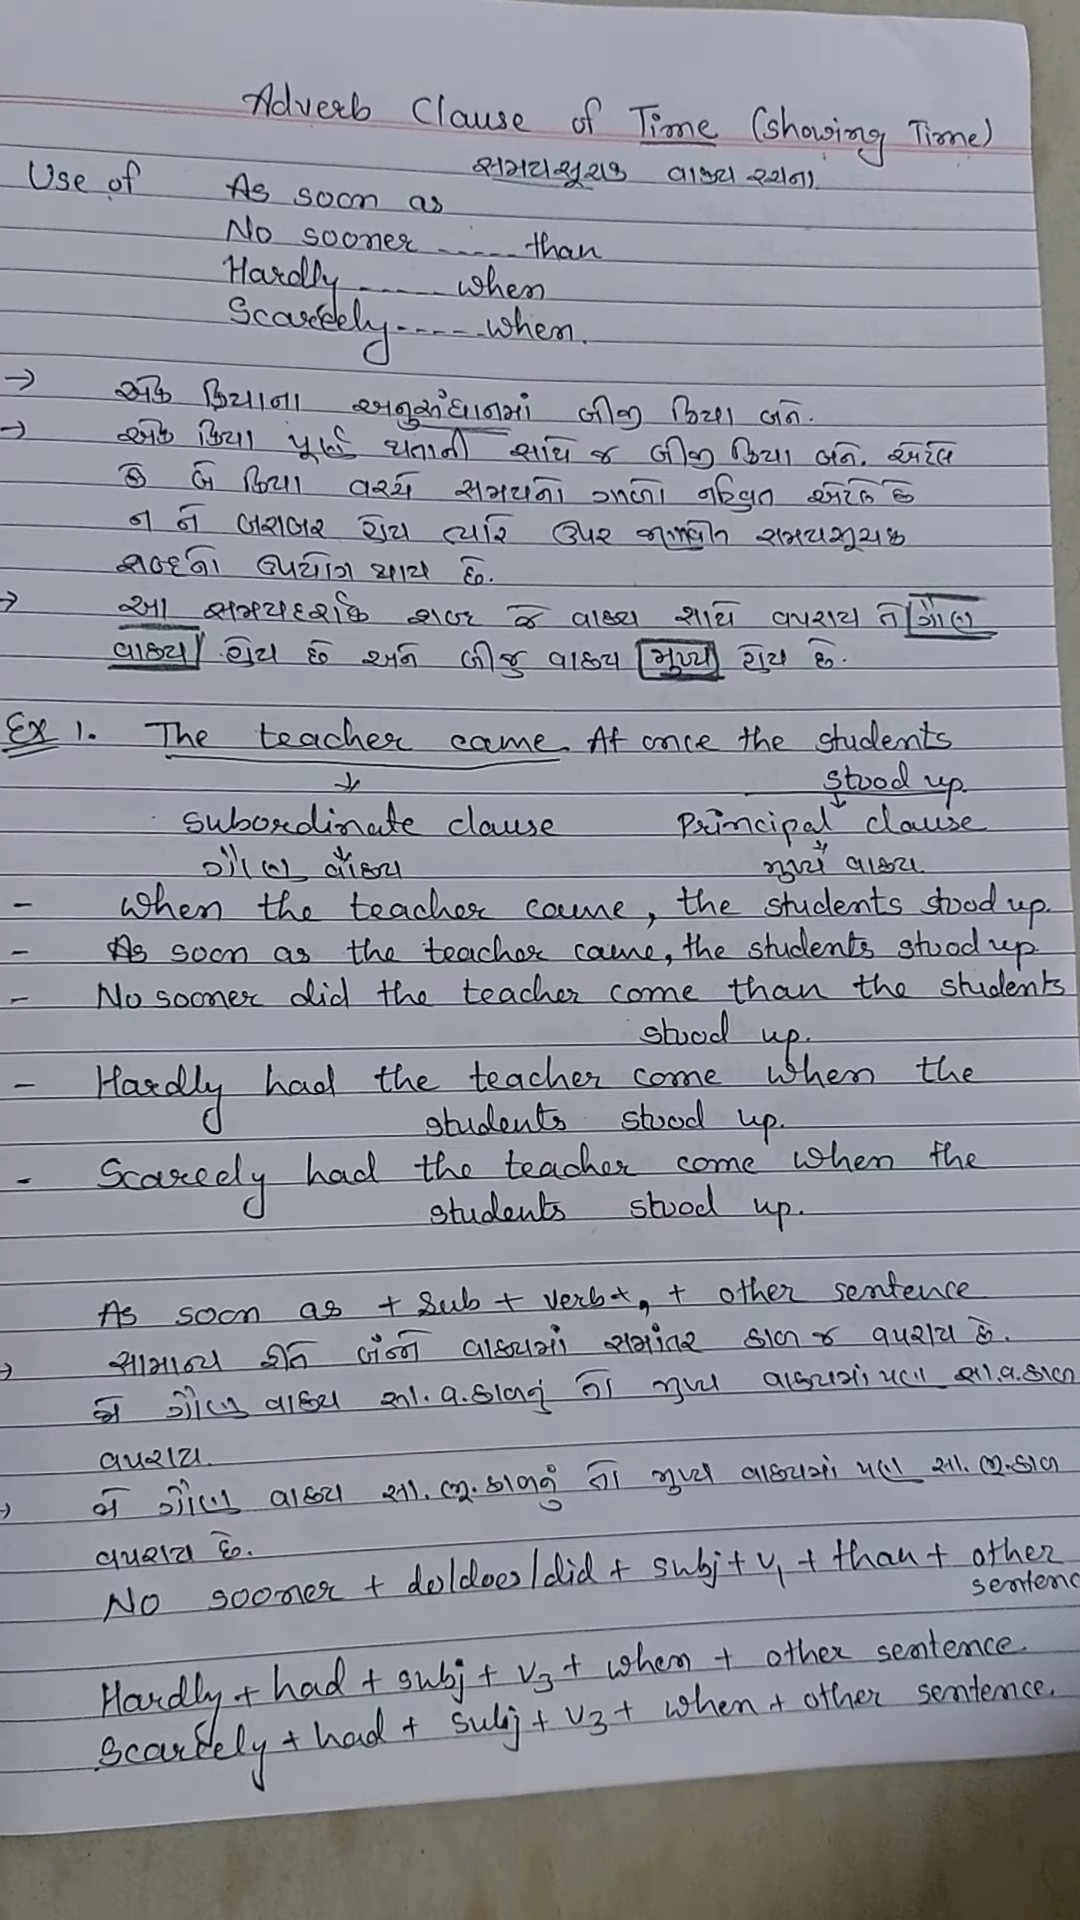 Adverb Clause of Time (showing Time)
સમયસૂચક વાક્ય રચના
Use of As soon as
No sooner ..... than
Hardly ..... when
Scarcely ..... when.
→ એક ક્રિયાના અનુસંધાનમાં બીજી ક્રિયા બને.
→ એક ક્રિયા પૂર્ણ થતાની સાથે જ બીજી ક્રિયા બને. એટલે
કે બે ક્રિયા વચ્ચે સમયનો ગાળો નહિવત એટલે કે
ન ને બરાબર હોય ત્યારે ઉપર મુજબના સમયસૂચક
શબ્દનો ઉપયોગ થાય છે.
→ આ સમયદર્શક શબ્દ જે વાક્ય સાથે વપરાય તે ગૌણ
વાક્ય હોય છે અને બીજુ વાક્ય મુખ્ય હોય છે.
Ex 1. The teacher came. At once the students
stood up.
subordinate clause Principal clause
ગૌણ વાક્ય મુખ્ય વાક્ય
- When the teacher came, the students stood up.
- As soon as the teacher came, the students stood up
- No sooner did the teacher come than the students
stood up.
- Hardly had the teacher come when the
students stood up.
- Scarcely had the teacher come when the
students stood up.
As soon as + Sub + verb + , + other sentence
→ સામાન્ય રીતે બંને વાક્યમાં સમાંતર કાળ જ વપરાય છે.
જો ગૌણ વાક્ય સા. વ. કાળનું તો મુખ્ય વાક્યમાં પણ સા. વ. કાળ
વપરાય.
→ જો ગૌણ વાક્ય સા. ભૂ. કાળનું તો મુખ્ય વાક્યમાં પણ સા. ભૂ. કાળ
વપરાય છે.
No sooner + do/does/did + subj + V1 + than + other
sentenc
Hardly + had + subj + V3 + when + other sentence.
Scarcely + had + subj + V3 + when + other sentence.